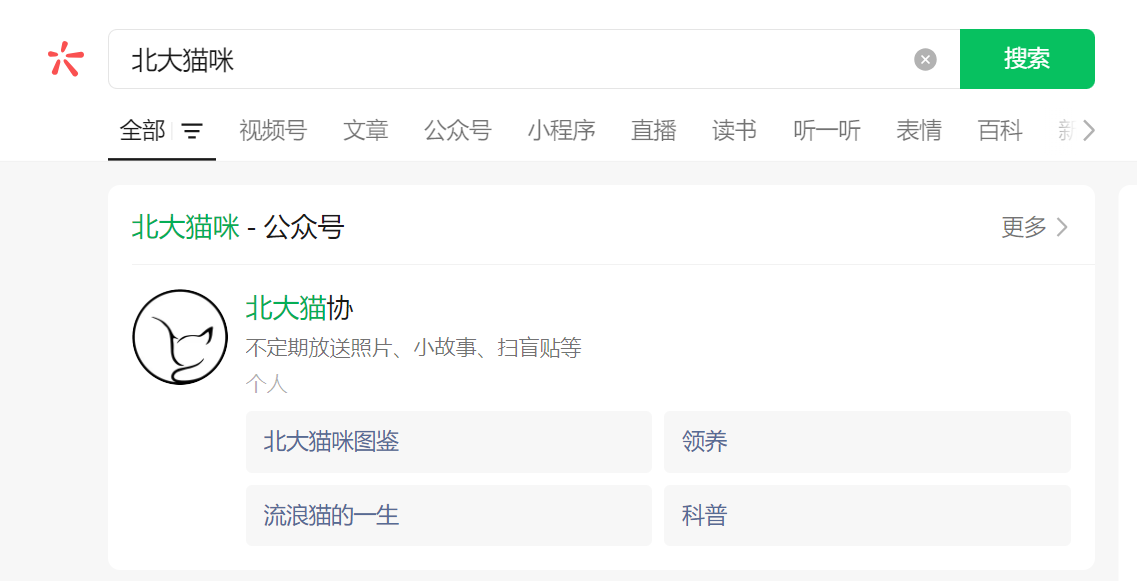 北大猫咪 搜索
全部 视频号 文章 公众号 小程序 直播 读书 听一听 表情 百科 新
北大猫咪 - 公众号 更多
北大猫协
不定期放送照片、小故事、扫盲贴等
个人
北大猫咪图鉴 领养
流浪猫的一生 科普